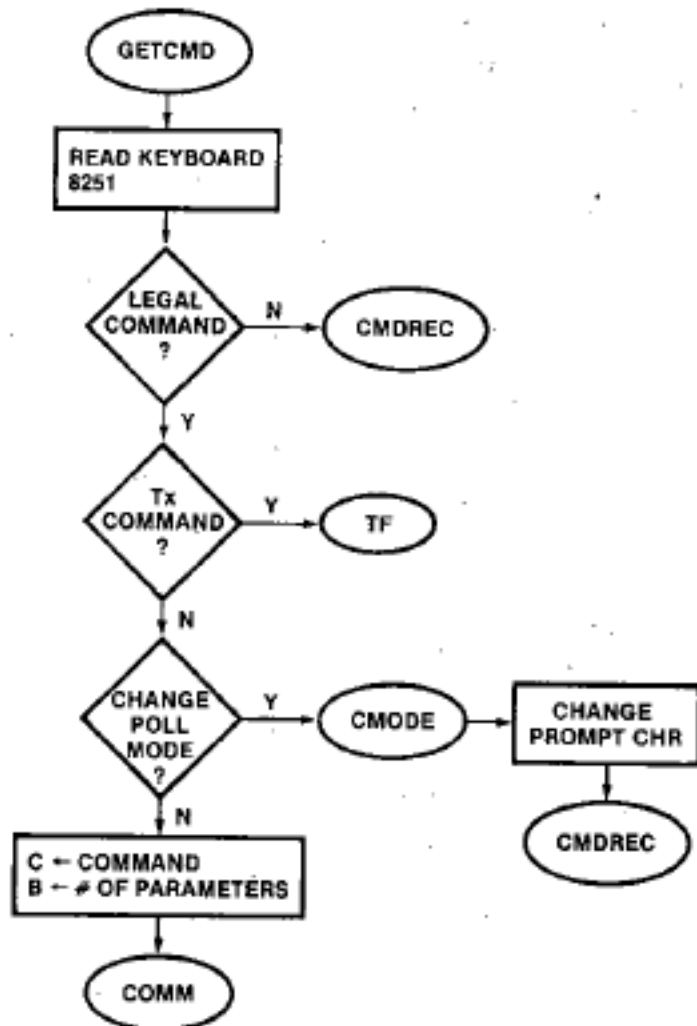 GETCMD
READ KEYBOARD
8251
LEGAL
COMMAND
?
N
CMDREC
Y
Tx
COMMAND
?
Y
TF
N
CHANGE
POLL
MODE
?
Y
CMODE
CHANGE
PROMPT CHR
CMDREC
N
C ← COMMAND
B ← # OF PARAMETERS
COMM